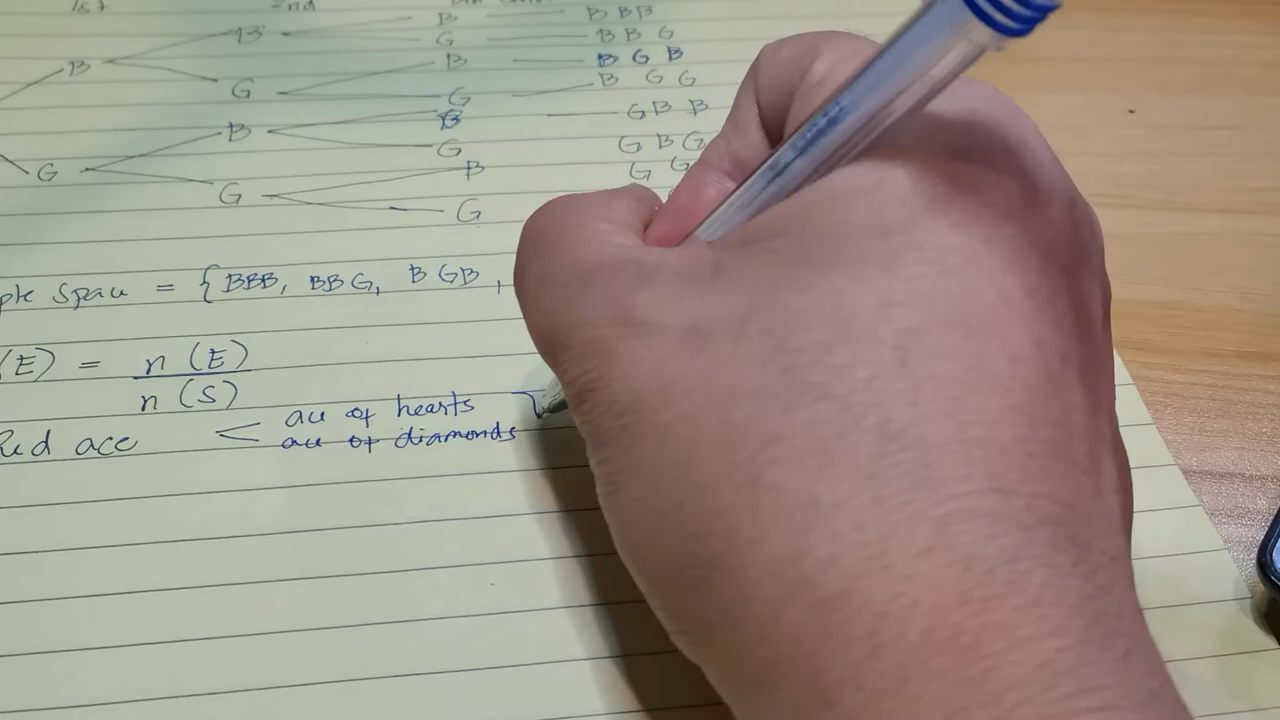 1st 2nd
B BBB
B G BBG
B B BGB
B G G BGG
B B GBB
G G GBG
G B G G
G G
ple Space = {BBB, BBG, BGB,
(E) = n (E)
n (S)
Red ace < ace of hearts
ace of diamonds